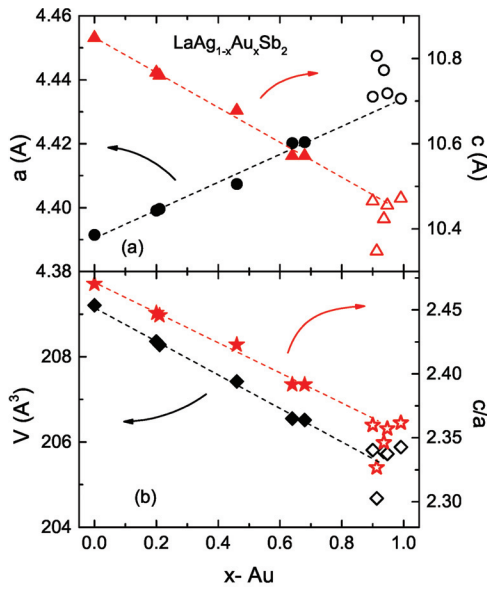 4.46
LaAg1-xAuxSb2
10.8
4.44
a (A)
c (A)
10.6
4.42
4.40
10.4
(a)
4.38
2.45
208
V (A3)
2.40
c/a
206
2.35
(b)
2.30
204
0.0 0.2 0.4 0.6 0.8 1.0
x- Au